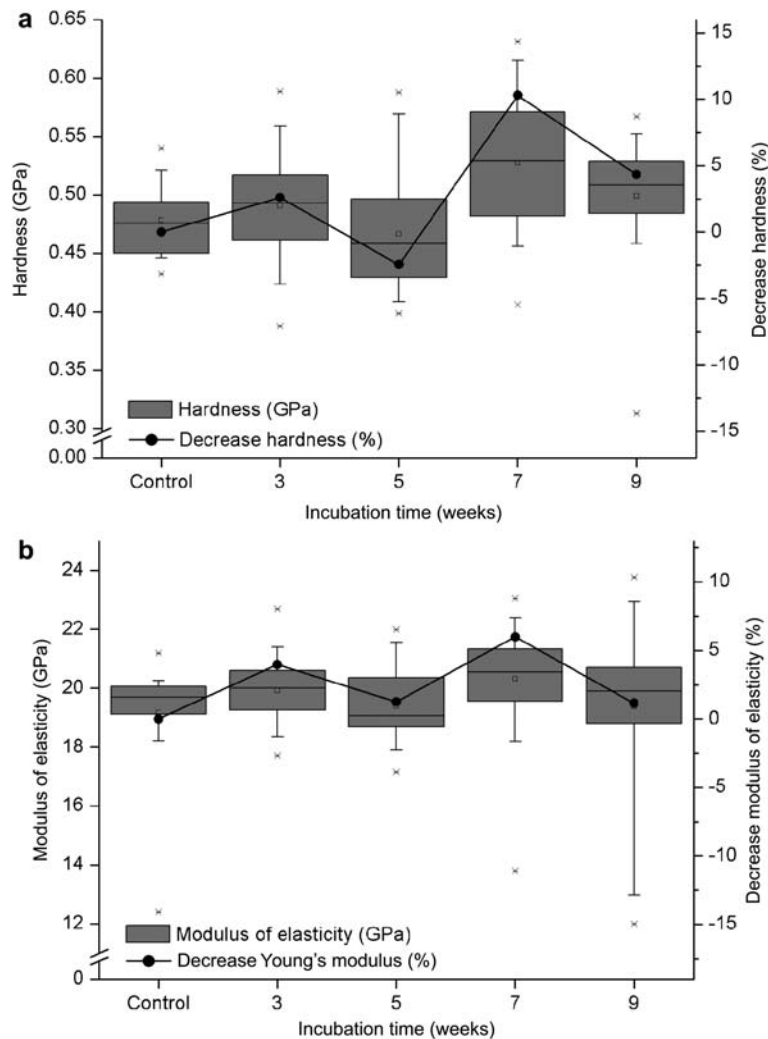 a
0.65
0.60
0.55
0.50
0.45
0.40
0.35
0.30
0.00
Hardness (GPa)
15
10
5
0
-5
-10
-15
Decrease hardness (%)
Hardness (GPa)
Decrease hardness (%)
Control 3 5 7 9
Incubation time (weeks)
b
24
22
20
18
16
14
12
0
Modulus of elasticity (GPa)
10
5
0
-5
-10
-15
Decrease modulus of elasticity (%)
Modulus of elasticity (GPa)
Decrease Young's modulus (%)
Control 3 5 7 9
Incubation time (weeks)